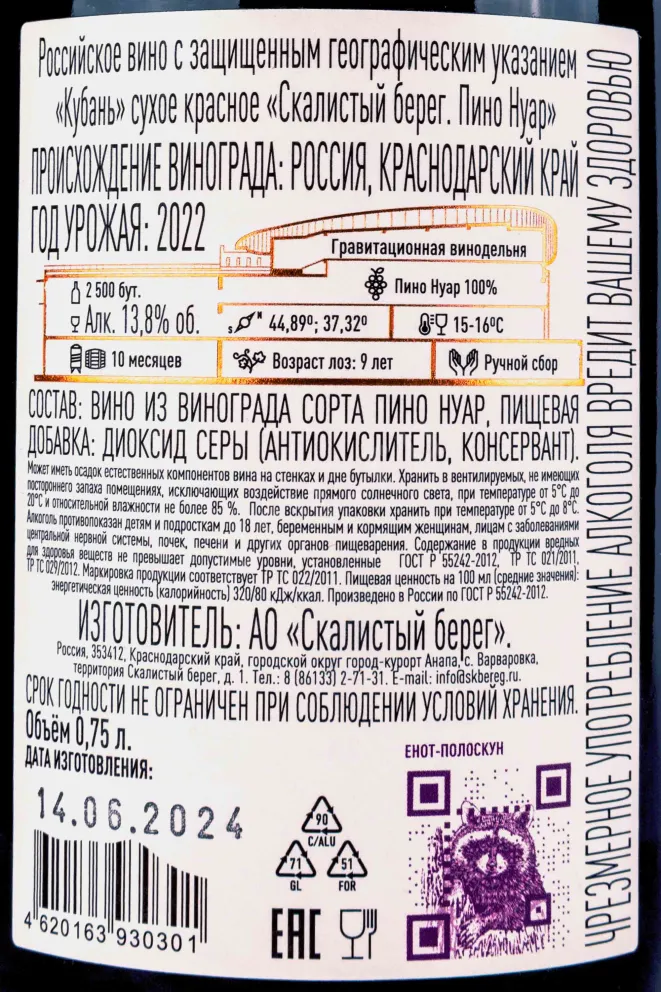 Российское вино с защищенным географическим указанием
«Кубань» сухое красное «Скалистый берег. Пино Нуар»
ПРОИСХОЖДЕНИЕ ВИНОГРАДА: РОССИЯ, КРАСНОДАРСКИЙ КРАЙ
ГОД УРОЖАЯ: 2022
Гравитационная винодельня
2 500 бут.
Пино Нуар 100%
Алк. 13,8% об.
S N 44,89º; 37,32º
15-16ºС
10 месяцев
Возраст лоз: 9 лет
Ручной сбор
СОСТАВ: ВИНО ИЗ ВИНОГРАДА СОРТА ПИНО НУАР, ПИЩЕВАЯ
ДОБАВКА: ДИОКСИД СЕРЫ (АНТИОКИСЛИТЕЛЬ, КОНСЕРВАНТ).
Может иметь осадок естественных компонентов вина на стенках и дне бутылки. Хранить в вентилируемых, не имеющих
постороннего запаха помещениях, исключающих воздействие прямого солнечного света, при температуре от 5°С до
20°С и относительной влажности не более 85 %. После вскрытия упаковки хранить при температуре от 5°С до 8°С.
Алкоголь противопоказан детям и подросткам до 18 лет, беременным и кормящим женщинам, лицам с заболеваниями
центральной нервной системы, почек, печени и других органов пищеварения. Содержание в продукции вредных
для здоровья веществ не превышает допустимые уровни, установленные ГОСТ Р 55242-2012, ТР ТС 021/2011,
ТР ТС 029/2012. Маркировка продукции соответствует ТР ТС 022/2011. Пищевая ценность на 100 мл (средние значения):
энергетическая ценность (калорийность) 320/80 кДж/ккал. Произведено в России по ГОСТ Р 55242-2012.
ИЗГОТОВИТЕЛЬ: АО «Скалистый берег».
Россия, 353412, Краснодарский край, городской округ город-курорт Анапа, с. Варваровка,
территория Скалистый берег, д. 1. Тел.: 8 (86133) 2-71-31. E-mail: info@skbereg.ru.
СРОК ГОДНОСТИ НЕ ОГРАНИЧЕН ПРИ СОБЛЮДЕНИИ УСЛОВИЙ ХРАНЕНИЯ.
Объём 0,75 л.
ДАТА ИЗГОТОВЛЕНИЯ:
14.06.2024
4 620163 930301
90
C/ALU
71
GL
51
FOR
EAC
ЕНОТ-ПОЛОСКУН
ЧРЕЗМЕРНОЕ УПОТРЕБЛЕНИЕ АЛКОГОЛЯ ВРЕДИТ ВАШЕМУ ЗДОРОВЬЮ